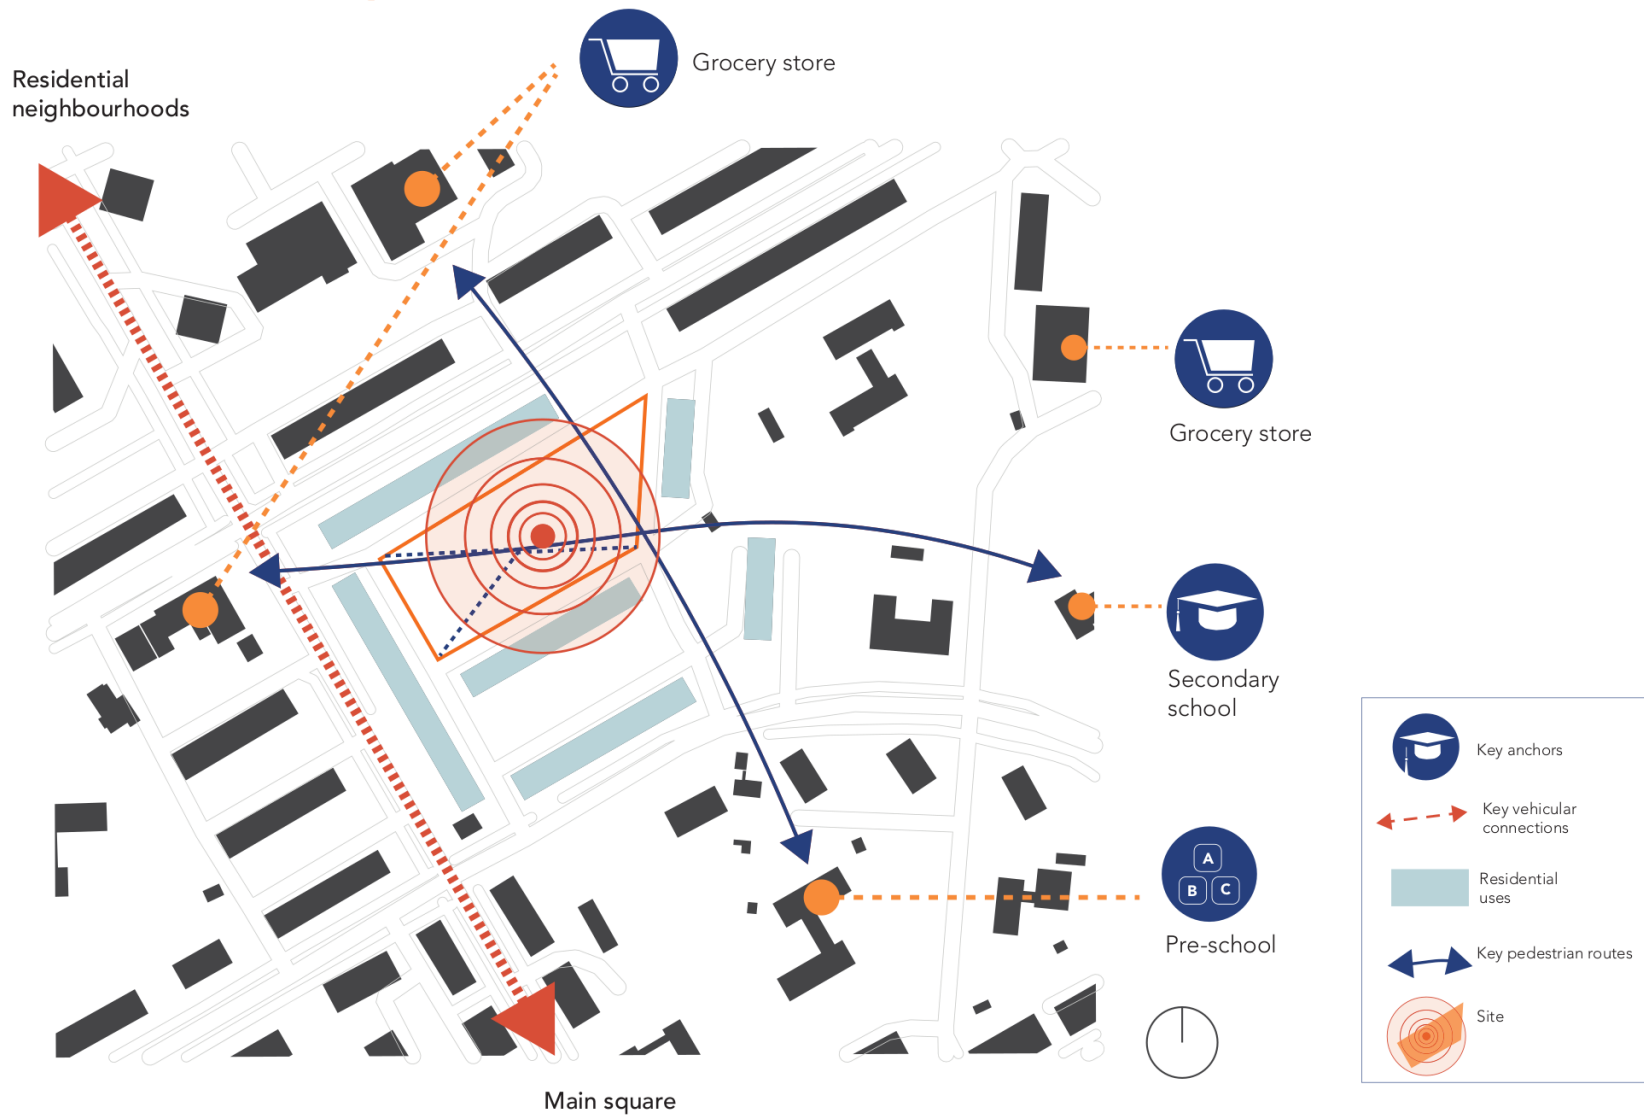 Grocery store
Residential
neighbourhoods
Grocery store
Secondary
school
A
B C
Pre-school
Main square
Key anchors
Key vehicular
connections
Residential
uses
Key pedestrian routes
Site